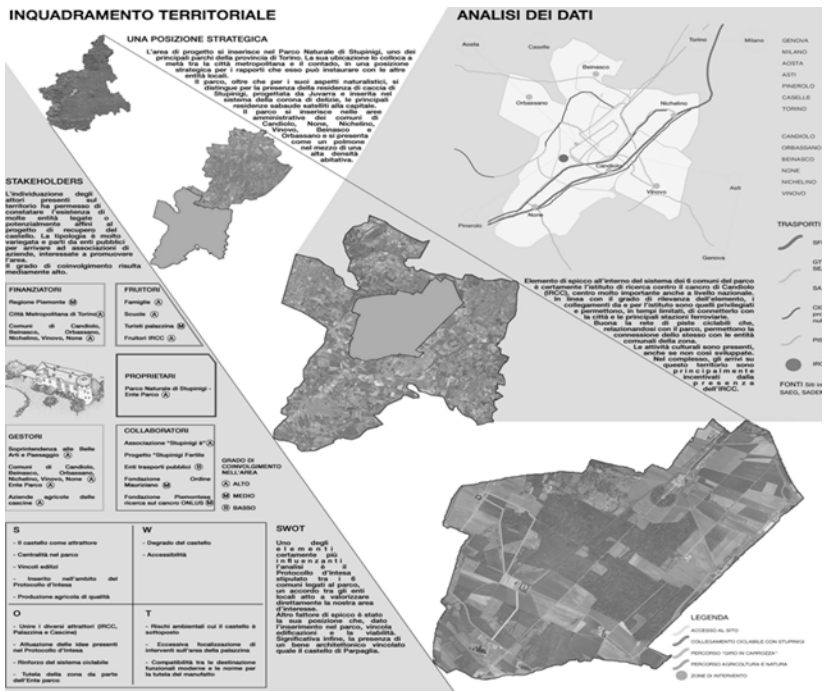 INQUADRAMENTO TERRITORIALE
UNA POSIZIONE STRATEGICA
L'area di progetto si inserisce nel Parco Naturale di Stupinigi, uno dei
principali parchi della provincia di Torino. La sua ubicazione lo colloca a
metà tra la città metropolitana e il contado, in una posizione
strategica per i rapporti che esso può instaurare con le altre
entità locali.
Il parco, oltre che per i suoi aspetti naturalistici, si
distingue per la presenza della residenza di caccia di
Stupinigi, progettata da Juvarra e inserita nel
sistema della corona di delizie, le principali
residenze sabaude satelliti alla capitale.
Il parco si inserisce nelle aree
amministrative dei comuni di
Candiolo, None, Nichelino,
Vinovo, Beinasco e
Orbassano e si presenta
come un polmone
nel mezzo di una
alta densità
abitativa.
STAKEHOLDERS
L'individuazione degli
attori presenti sul
territorio ha permesso di
constatare l'esistenza di
molte entità legate o
potenzialmente affini al
progetto di recupero del
castello. La tipologia è molto
variegata e parti da enti pubblici
per arrivare ad associazioni di
aziende, interessate a promuovere
l'area.
Il grado di coinvolgimento risulta
mediamente alto.
FINANZIATORI
Regione Piemonte M
Città Metropolitana di Torino A
Comuni di Candiolo,
Beinasco, Orbassano,
Nichelino, Vinovo, None A
FRUITORI
Famiglie A
Scuole A
Turisti palazzina M
Fruitori IRCC A
PROPRIETARI
Parco Naturale di Stupinigi -
Ente Parco A
GESTORI
Soprintendenza alle Belle
Arti e Paesaggio A
Comuni di Candiolo,
Beinasco, Orbassano,
Nichelino, Vinovo, None A
Ente Parco A
Aziende agricole delle
cascine A
COLLABORATORI
Associazione "Stupinigi è" A
Progetto "Stupinigi Fertile
Enti trasporti pubblici B
Fondazione Ordine
Mauriziano M
Fondazione Piemontese
ricerca sul cancro ONLUS M
GRADO DI
COINVOLGIMENTO
NELL'AREA
A ALTO
M MEDIO
B BASSO
S
- Il castello come attrattore
- Centralità nel parco
- Vincoli edilizi
- Inserito nell'ambito del
Protocollo d'Intesa
- Produzione agricola di qualità
W
- Degrado del castello
- Accessibilità
O
- Unire i diversi attrattori (IRCC,
Palazzina e Cascine)
- Attuazione delle idee presenti
nel Protocollo d'Intesa
- Rinforzo del sistema ciclabile
- Tutela della zona da parte
dell'Ente parco
T
- Rischi ambientali cui il castello è
sottoposto
- Eccessiva focalizzazione di
interventi sull'area della palazzina
- Compatibilità tra le destinazione
funzionali moderne e le norme per
la tutela del manufatto
SWOT
Uno degli
elementi
certamente più
influenzanti
l'analisi è il
Protocollo d'Intesa
stipulato tra i 6
comuni legati al parco,
un accordo tra gli enti
locali atto a valorizzare
direttamente la nostra area
d'interesse.
Altro fattore di spicco è stato
la sua posizione che, dato
l'inserimento nel parco, vincola
edificazioni e la viabilità.
Significativa infine, la presenza di
un bene architettonico vincolato
quale il castello di Parpaglia.
ANALISI DEI DATI
Aosta
Caselle
Torino
Milano
Beinasco
Orbassano
Nichelino
Candiolo
Vinovo
Asti
None
Pinerolo
Genova
GENOVA
MILANO
AOSTA
ASTI
PINEROLO
CASELLE
TORINO
CANDIOLO
ORBASSANO
BEINASCO
NONE
NICHELINO
VINOVO
TRASPORTI
FONTI Siti in
SAEG, SADEM
Elemento di spicco all'interno del sistema dei 6 comuni del parco
è certamente l'istituto di ricerca contro il cancro di Candiolo
(IRCC), centro molto importante anche a livello nazionale.
In linea con il grado di rilevanza dell'elemento, i
collegamenti da e per l'istituto sono quelli privilegiati
e permettono, in tempi limitati, di connetterlo con
la città e le principali stazioni ferroviarie.
Buona la rete di piste ciclabili che,
relazionandosi con il parco, permettono la
connessione dello stesso con le entità
comunali della zona.
Le attività culturali sono presenti,
anche se non così sviluppate.
Nel complesso, gli arrivi su
questo territorio sono
principalmente
incentivati dalla
presenza
dell'IRCC.
LEGENDA
ACCESSO AL SITO
COLLEGAMENTO CICLABILE CON STUPINIGI
PERCORSO "GIRO IN CARROZZA"
PERCORSO AGRICOLTURA E NATURA
ZONE DI INTERVENTO